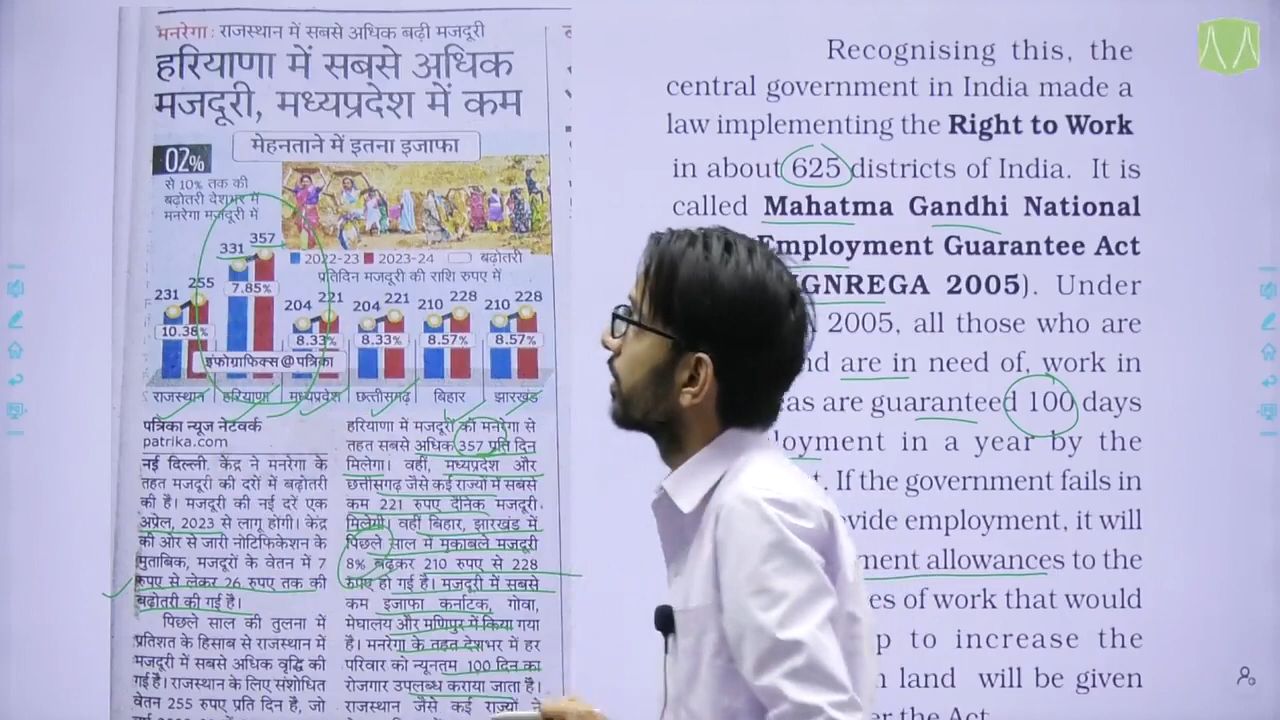 मनरेगा: राजस्थान में सबसे अधिक बढ़ी मजदूरी
हरियाणा में सबसे अधिक
मजदूरी, मध्यप्रदेश में कम
मेहनताने में इतना इजाफा
02%
से 10% तक की
बढ़ोतरी देशभर में
मनरेगा मजदूरी में
2022-23 2023-24 बढ़ोतरी
प्रतिदिन मजदूरी की राशि रुपए में
231 255 331 357 204 221 204 221 210 228 210 228
10.38% 7.85% 8.33% 8.33% 8.57% 8.57%
इंफोग्राफिक्स@पत्रिका
राजस्थान हरियाणा मध्यप्रदेश छत्तीसगढ़ बिहार झारखंड
पत्रिका न्यूज नेटवर्क
patrika.com
नई दिल्ली. केंद्र ने मनरेगा के
तहत मजदूरी की दरों में बढ़ोतरी
की है। मजदूरी की नई दरें एक
अप्रेल, 2023 से लागू होगी। केंद्र
की ओर से जारी नोटिफिकेशन के
मुताबिक, मजदूरों के वेतन में 7
रुपए से लेकर 26 रुपए तक की
बढ़ोतरी की गई है।
पिछले साल की तुलना में
प्रतिशत के हिसाब से राजस्थान में
मजदूरी में सबसे अधिक वृद्धि की
गई है। राजस्थान के लिए संशोधित
वेतन 255 रुपए प्रति दिन है, जो
हरियाणा में मजदूरों को मनरेगा से
तहत सबसे अधिक 357 प्रति दिन
मिलेगा। वहीं, मध्यप्रदेश और
छत्तीसगढ़ जैसे कई राज्यों में सबसे
कम 221 रुपए दैनिक मजदूरी
मिलेगी। वहीं बिहार, झारखंड में
पिछले साल में मुकाबले मजदूरी
8% बढ़कर 210 रुपए से 228
रुपए हो गई है। मजदूरी में सबसे
कम इजाफा कर्नाटक, गोवा,
मेघालय और मणिपुर में किया गया
है। मनरेगा के तहत देशभर में हर
परिवार को न्यूनतम 100 दिन का
रोजगार उपलब्ध कराया जाता है।
राजस्थान जैसे कई राज्यों ने
Recognising this, the
central government in India made a
law implementing the Right to Work
in about 625 districts of India. It is
called Mahatma Gandhi National
Employment Guarantee Act
GNREGA 2005). Under
2005, all those who are
are in need of, work in
are guaranteed 100 days
in a year by the
If the government fails in
employment, it will
allowances to the
of work that would
to increase the
land will be given
the Act